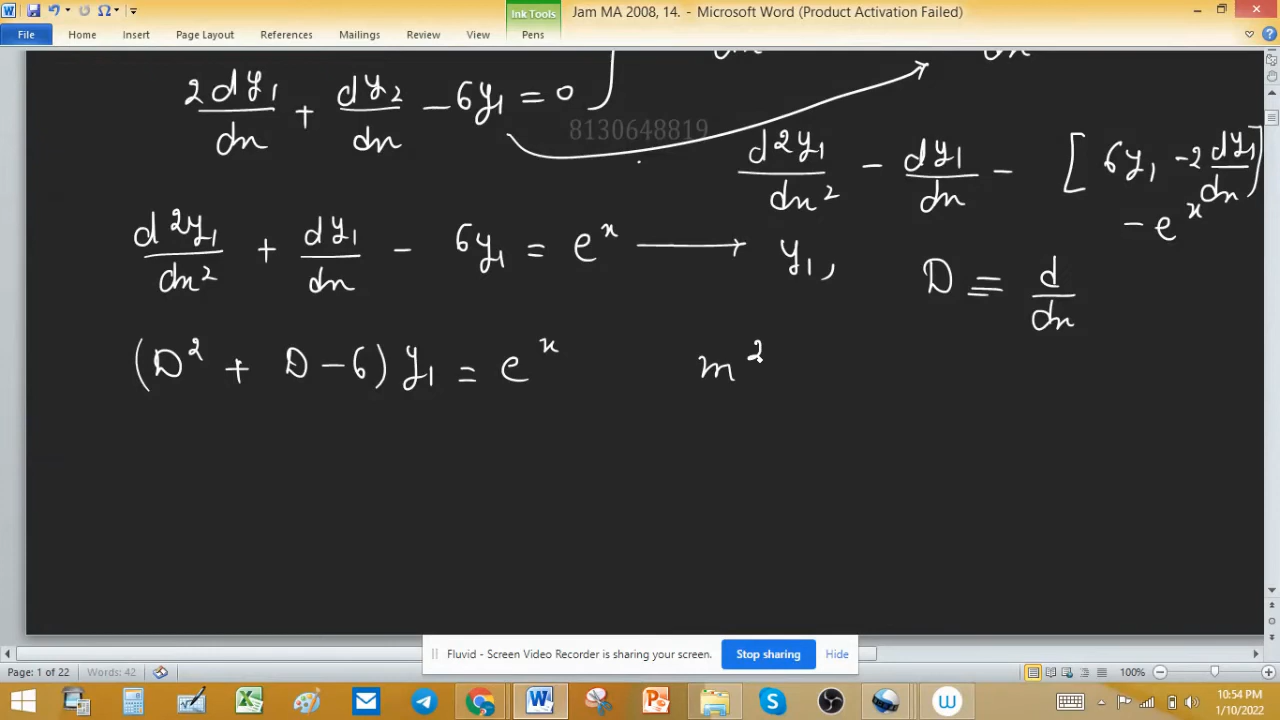 Ink Tools
Jam MA 2008, 14. - Microsoft Word (Product Activation Failed)
File Home Insert Page Layout References Mailings Review View Pens
2dy₁/dx + dy₂/dx - 6y₁ = 0
8130648819
d²y₁/dx² - dy₁/dx - [6y₁ - 2dy₁/dx]
- eˣ
d²y₁/dx² + dy₁/dx - 6y₁ = eˣ ⟶ y₁,
D ≡ d/dx
(D² + D - 6) y₁ = eˣ m²
Fluvid - Screen Video Recorder is sharing your screen. Stop sharing Hide
Page: 1 of 22 Words: 42 100%
10:54 PM
1/10/2022